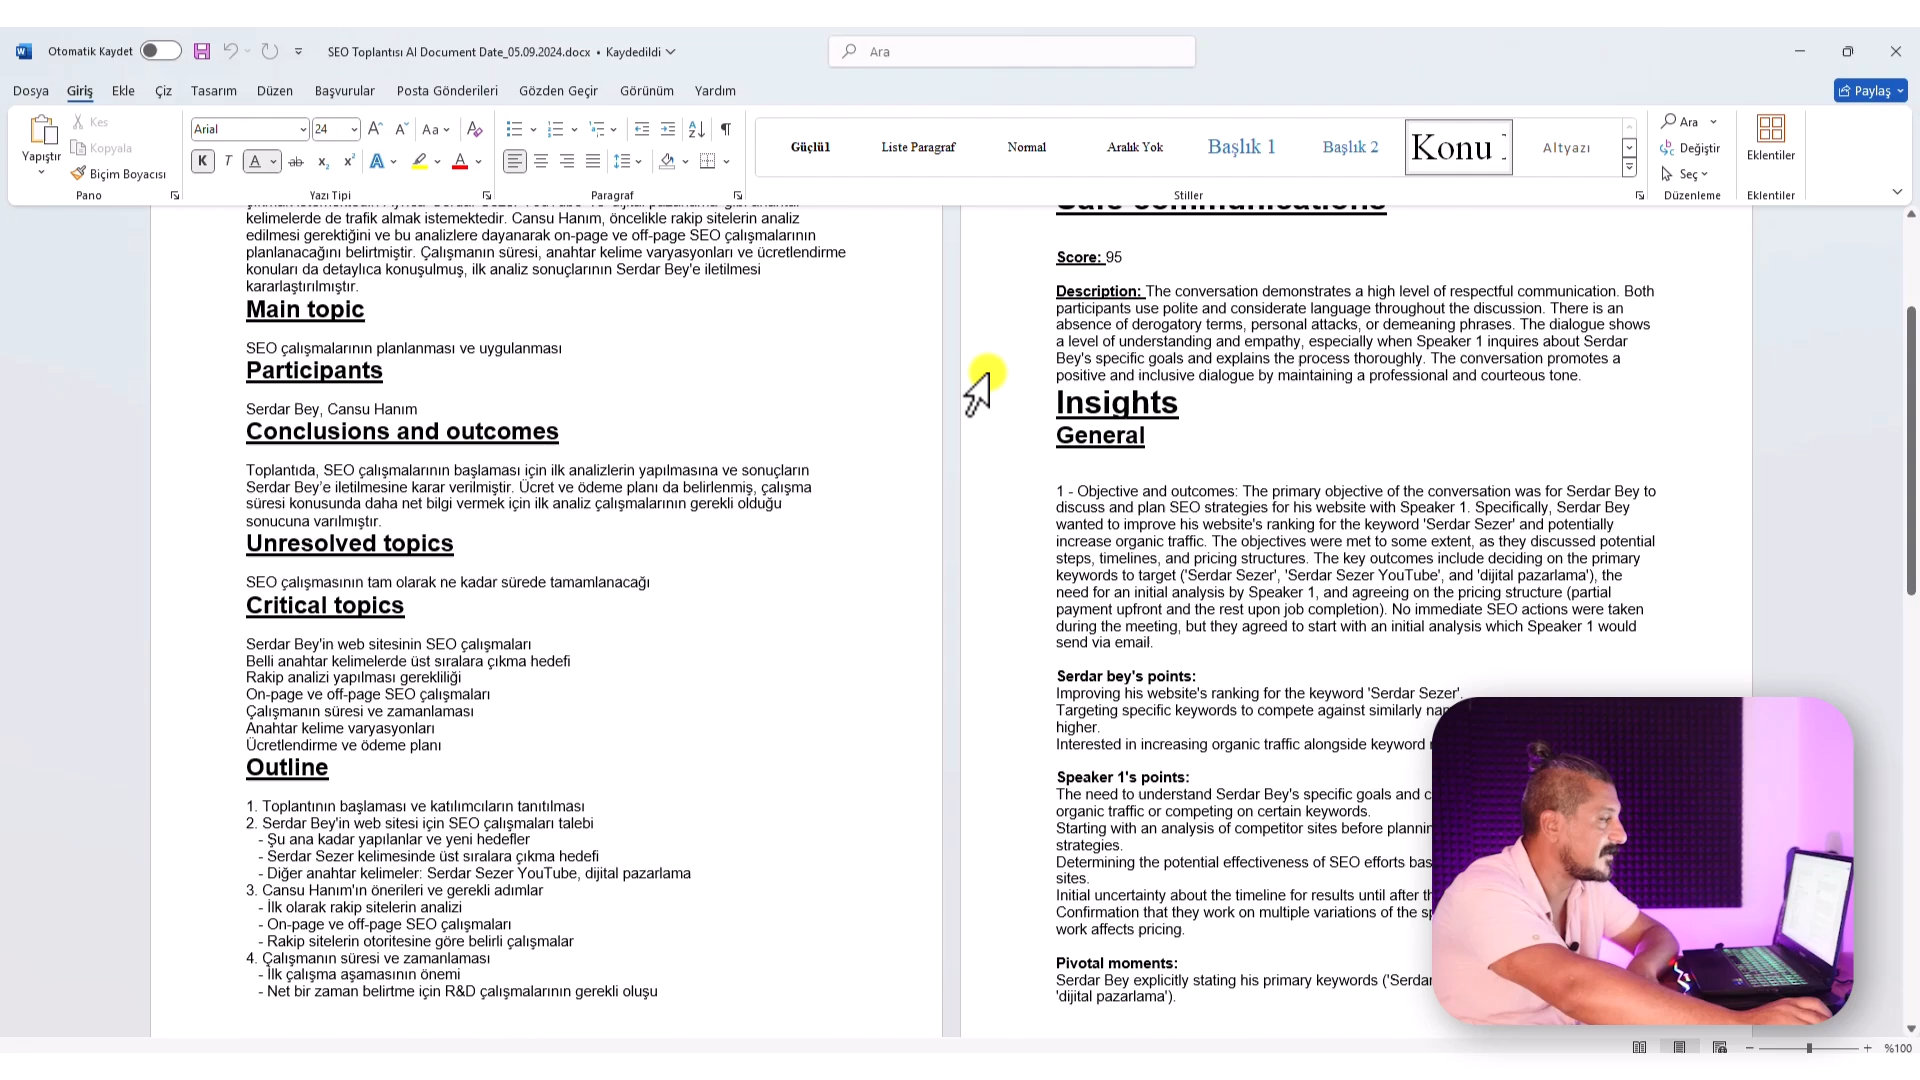 Otomatik Kaydet
SEO Toplantısı AI Document Date_05.09.2024.docx • Kaydedildi
Ara
Dosya
Giriş
Ekle
Çiz
Tasarım
Düzen
Başvurular
Posta Gönderileri
Gözden Geçir
Görünüm
Yardım
Paylaş
Yapıştır
Kes
Kopyala
Biçim Boyacısı
Pano
Arial
24
Aa
K
T
A
ab
Yazı Tipi
Paragraf
Güçlül
Liste Paragraf
Normal
Aralık Yok
Başlık 1
Başlık 2
Konu
Altyazı
Stiller
Ara
Değiştir
Seç
Düzenleme
Eklentiler
Eklentiler
kelimelerde de trafik almak istemektedir. Cansu Hanım, öncelikle rakip sitelerin analiz
edilmesi gerektiğini ve bu analizlere dayanarak on-page ve off-page SEO çalışmalarının
planlanacağını belirtmiştir. Çalışmanın süresi, anahtar kelime varyasyonları ve ücretlendirme
konuları da detaylıca konuşulmuş, ilk analiz sonuçlarının Serdar Bey'e iletilmesi
kararlaştırılmıştır.
Main topic
SEO çalışmalarının planlanması ve uygulanması
Participants
Serdar Bey, Cansu Hanım
Conclusions and outcomes
Toplantıda, SEO çalışmalarının başlaması için ilk analizlerin yapılmasına ve sonuçların
Serdar Bey’e iletilmesine karar verilmiştir. Ücret ve ödeme planı da belirlenmiş, çalışma
süresi konusunda daha net bilgi vermek için ilk analiz çalışmalarının gerekli olduğu
sonucuna varılmıştır.
Unresolved topics
SEO çalışmasının tam olarak ne kadar sürede tamamlanacağı
Critical topics
Serdar Bey'in web sitesinin SEO çalışmaları
Belli anahtar kelimelerde üst sıralara çıkma hedefi
Rakip analizi yapılması gerekliliği
On-page ve off-page SEO çalışmaları
Çalışmanın süresi ve zamanlaması
Anahtar kelime varyasyonları
Ücretlendirme ve ödeme planı
Outline
1. Toplantının başlaması ve katılımcıların tanıtılması
2. Serdar Bey'in web sitesi için SEO çalışmaları talebi
- Şu ana kadar yapılanlar ve yeni hedefler
- Serdar Sezer kelimesinde üst sıralara çıkma hedefi
- Diğer anahtar kelimeler: Serdar Sezer YouTube, dijital pazarlama
3. Cansu Hanım'ın önerileri ve gerekli adımlar
- İlk olarak rakip sitelerin analizi
- On-page ve off-page SEO çalışmaları
- Rakip sitelerin otoritesine göre belirli çalışmalar
4. Çalışmanın süresi ve zamanlaması
- İlk çalışma aşamasının önemi
- Net bir zaman belirtme için R&D çalışmalarının gerekli oluşu
Safe communications
Score: 95
Description: The conversation demonstrates a high level of respectful communication. Both
participants use polite and considerate language throughout the discussion. There is an
absence of derogatory terms, personal attacks, or demeaning phrases. The dialogue shows
a level of understanding and empathy, especially when Speaker 1 inquires about Serdar
Bey's specific goals and explains the process thoroughly. The conversation promotes a
positive and inclusive dialogue by maintaining a professional and courteous tone.
Insights
General
1 - Objective and outcomes: The primary objective of the conversation was for Serdar Bey to
discuss and plan SEO strategies for his website with Speaker 1. Specifically, Serdar Bey
wanted to improve his website's ranking for the keyword 'Serdar Sezer' and potentially
increase organic traffic. The objectives were met to some extent, as they discussed potential
steps, timelines, and pricing structures. The key outcomes include deciding on the primary
keywords to target ('Serdar Sezer', 'Serdar Sezer YouTube', and 'dijital pazarlama'), the
need for an initial analysis by Speaker 1, and agreeing on the pricing structure (partial
payment upfront and the rest upon job completion). No immediate SEO actions were taken
during the meeting, but they agreed to start with an initial analysis which Speaker 1 would
send via email.
Serdar bey's points:
Improving his website's ranking for the keyword 'Serdar Sezer'.
Targeting specific keywords to compete against similarly
higher.
Interested in increasing organic traffic alongside keyword
Speaker 1's points:
The need to understand Serdar Bey's specific goals and
organic traffic or competing on certain keywords.
Starting with an analysis of competitor sites before
strategies.
Determining the potential effectiveness of SEO efforts
sites.
Initial uncertainty about the timeline for results until after
Confirmation that they work on multiple variations of the
work affects pricing.
Pivotal moments:
Serdar Bey explicitly stating his primary keywords
'dijital pazarlama').
%100